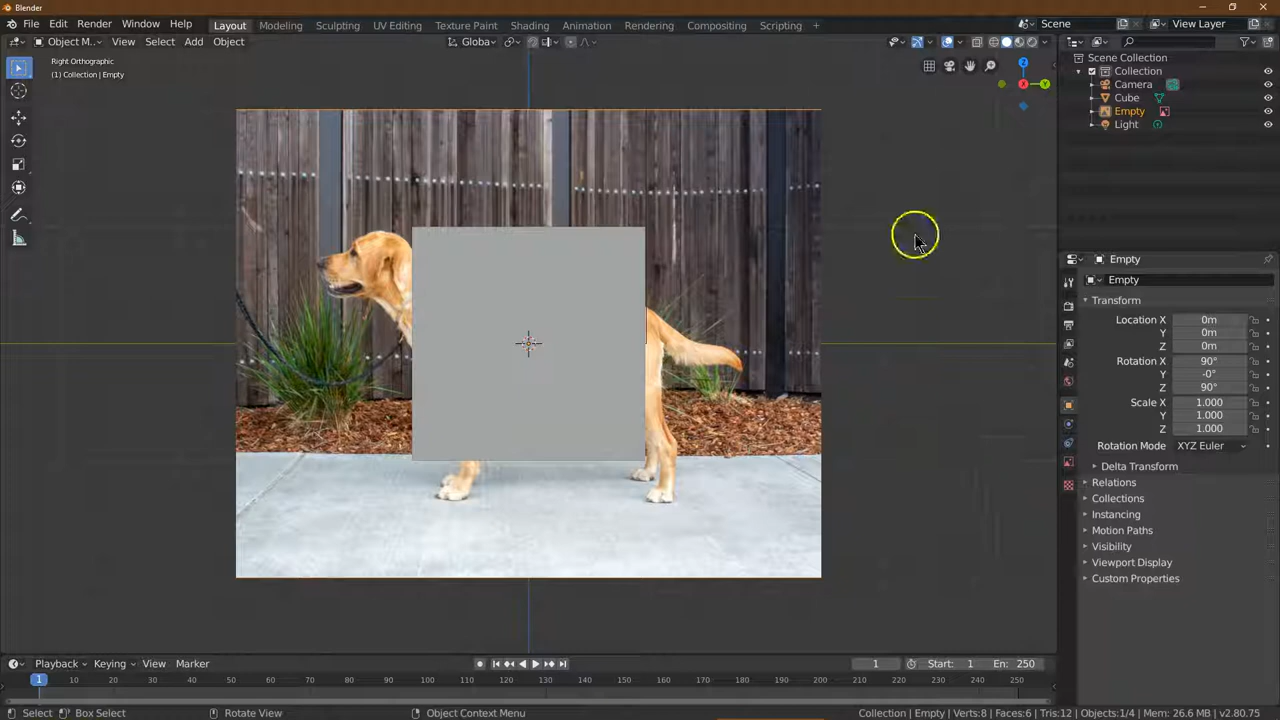 Blender
File Edit Render Window Help
Layout Modeling Sculpting UV Editing Texture Paint Shading Animation Rendering Compositing Scripting +
Scene
View Layer
Object M... View Select Add Object
Globa
Right Orthographic
(1) Collection | Empty
Scene Collection
Collection
Camera
Cube
Empty
Light
Empty
Empty
Transform
Location X 0m
Y 0m
Z 0m
Rotation X 90°
Y -0°
Z 90°
Scale X 1.000
Y 1.000
Z 1.000
Rotation Mode XYZ Euler
Delta Transform
Relations
Collections
Instancing
Motion Paths
Visibility
Viewport Display
Custom Properties
Playback Keying View Marker
1 Start: 1 En: 250
1 10 20 30 40 50 60 70 80 90 100 110 120 130 140 150 160 170 180 190 200 210 220 230 240 250
Select Box Select Rotate View Object Context Menu
Collection | Empty | Verts:8 | Faces:6 | Tris:12 | Objects:1/4 | Mem: 26.6 MB | v2.80.75